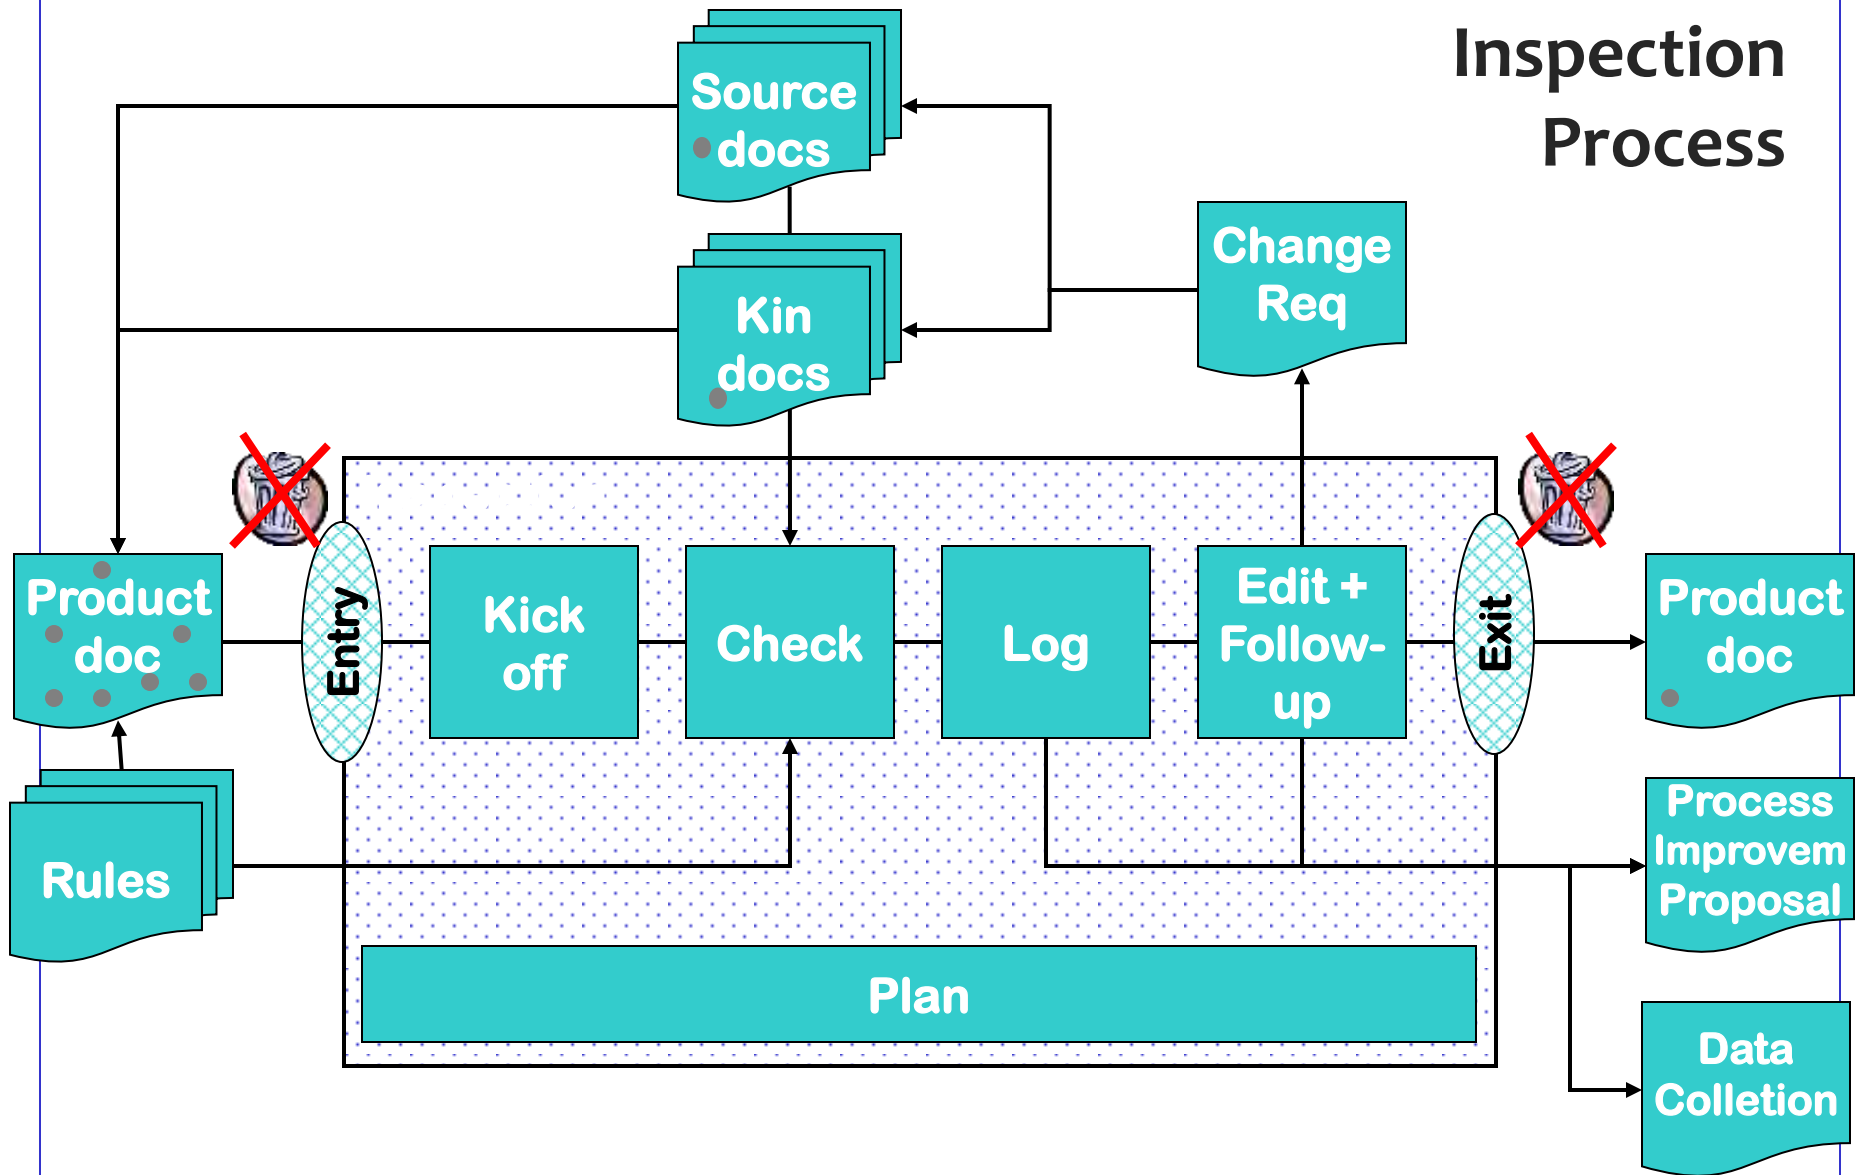 Inspection
Process
Source
docs
Kin
docs
Change
Req
Product
doc
Entry
Kick
off
Check
Log
Edit +
Follow-
up
Exit
Product
doc
Rules
Process
Improvem
Proposal
Plan
Data
Colletion